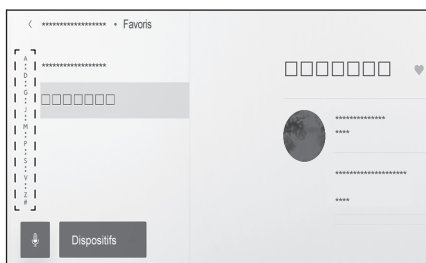 < ****************** • Favoris
A
•
D
•
G
•
J
•
M
•
P
•
S
•
V
•
Z
#
******************
□□□□□□□
□□□□□□□
**************
****
********************
****
Dispositifs